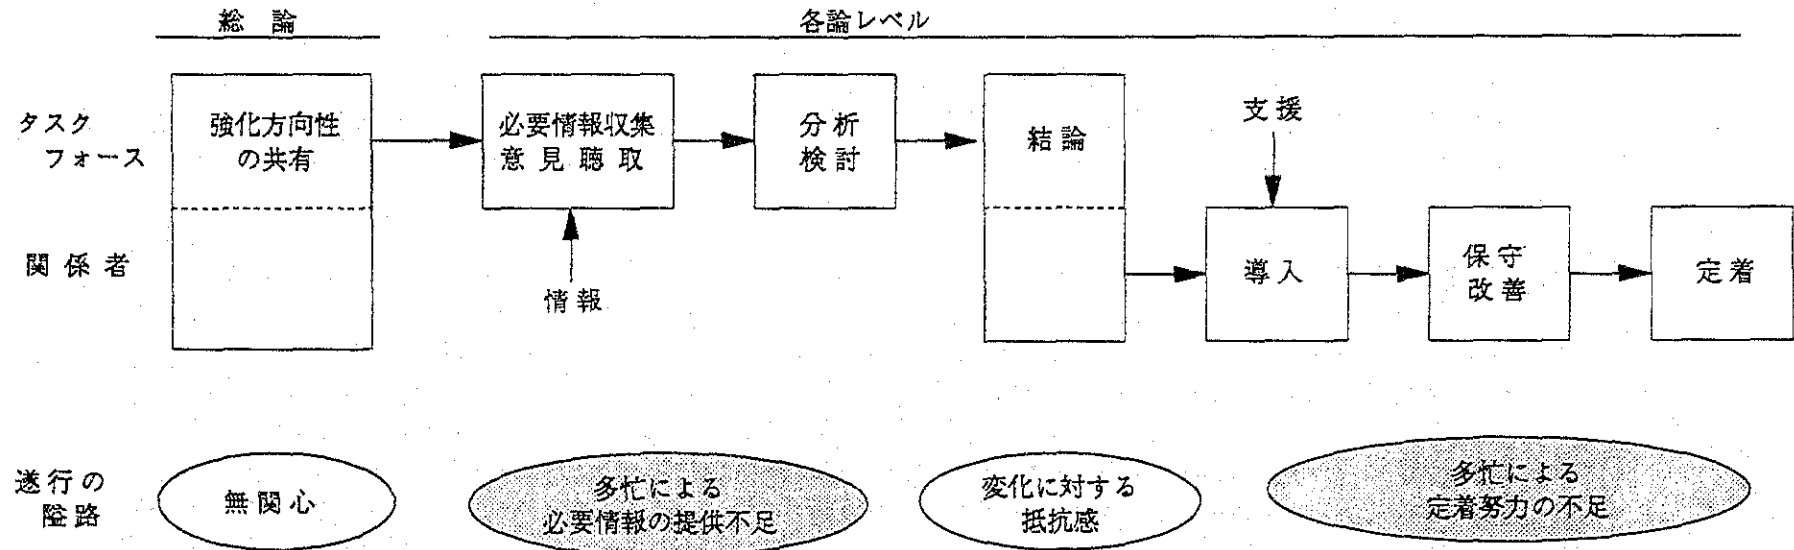 総論
各論レベル
タスク
フォース
強化方向性
の共有
必要情報収集
意見聴取
分析
検討
結論
支援
関係者
情報
導入
保守
改善
定着
遂行の
隘路
無関心
多忙による
必要情報の提供不足
変化に対する
抵抗感
多忙による
定着努力の不足